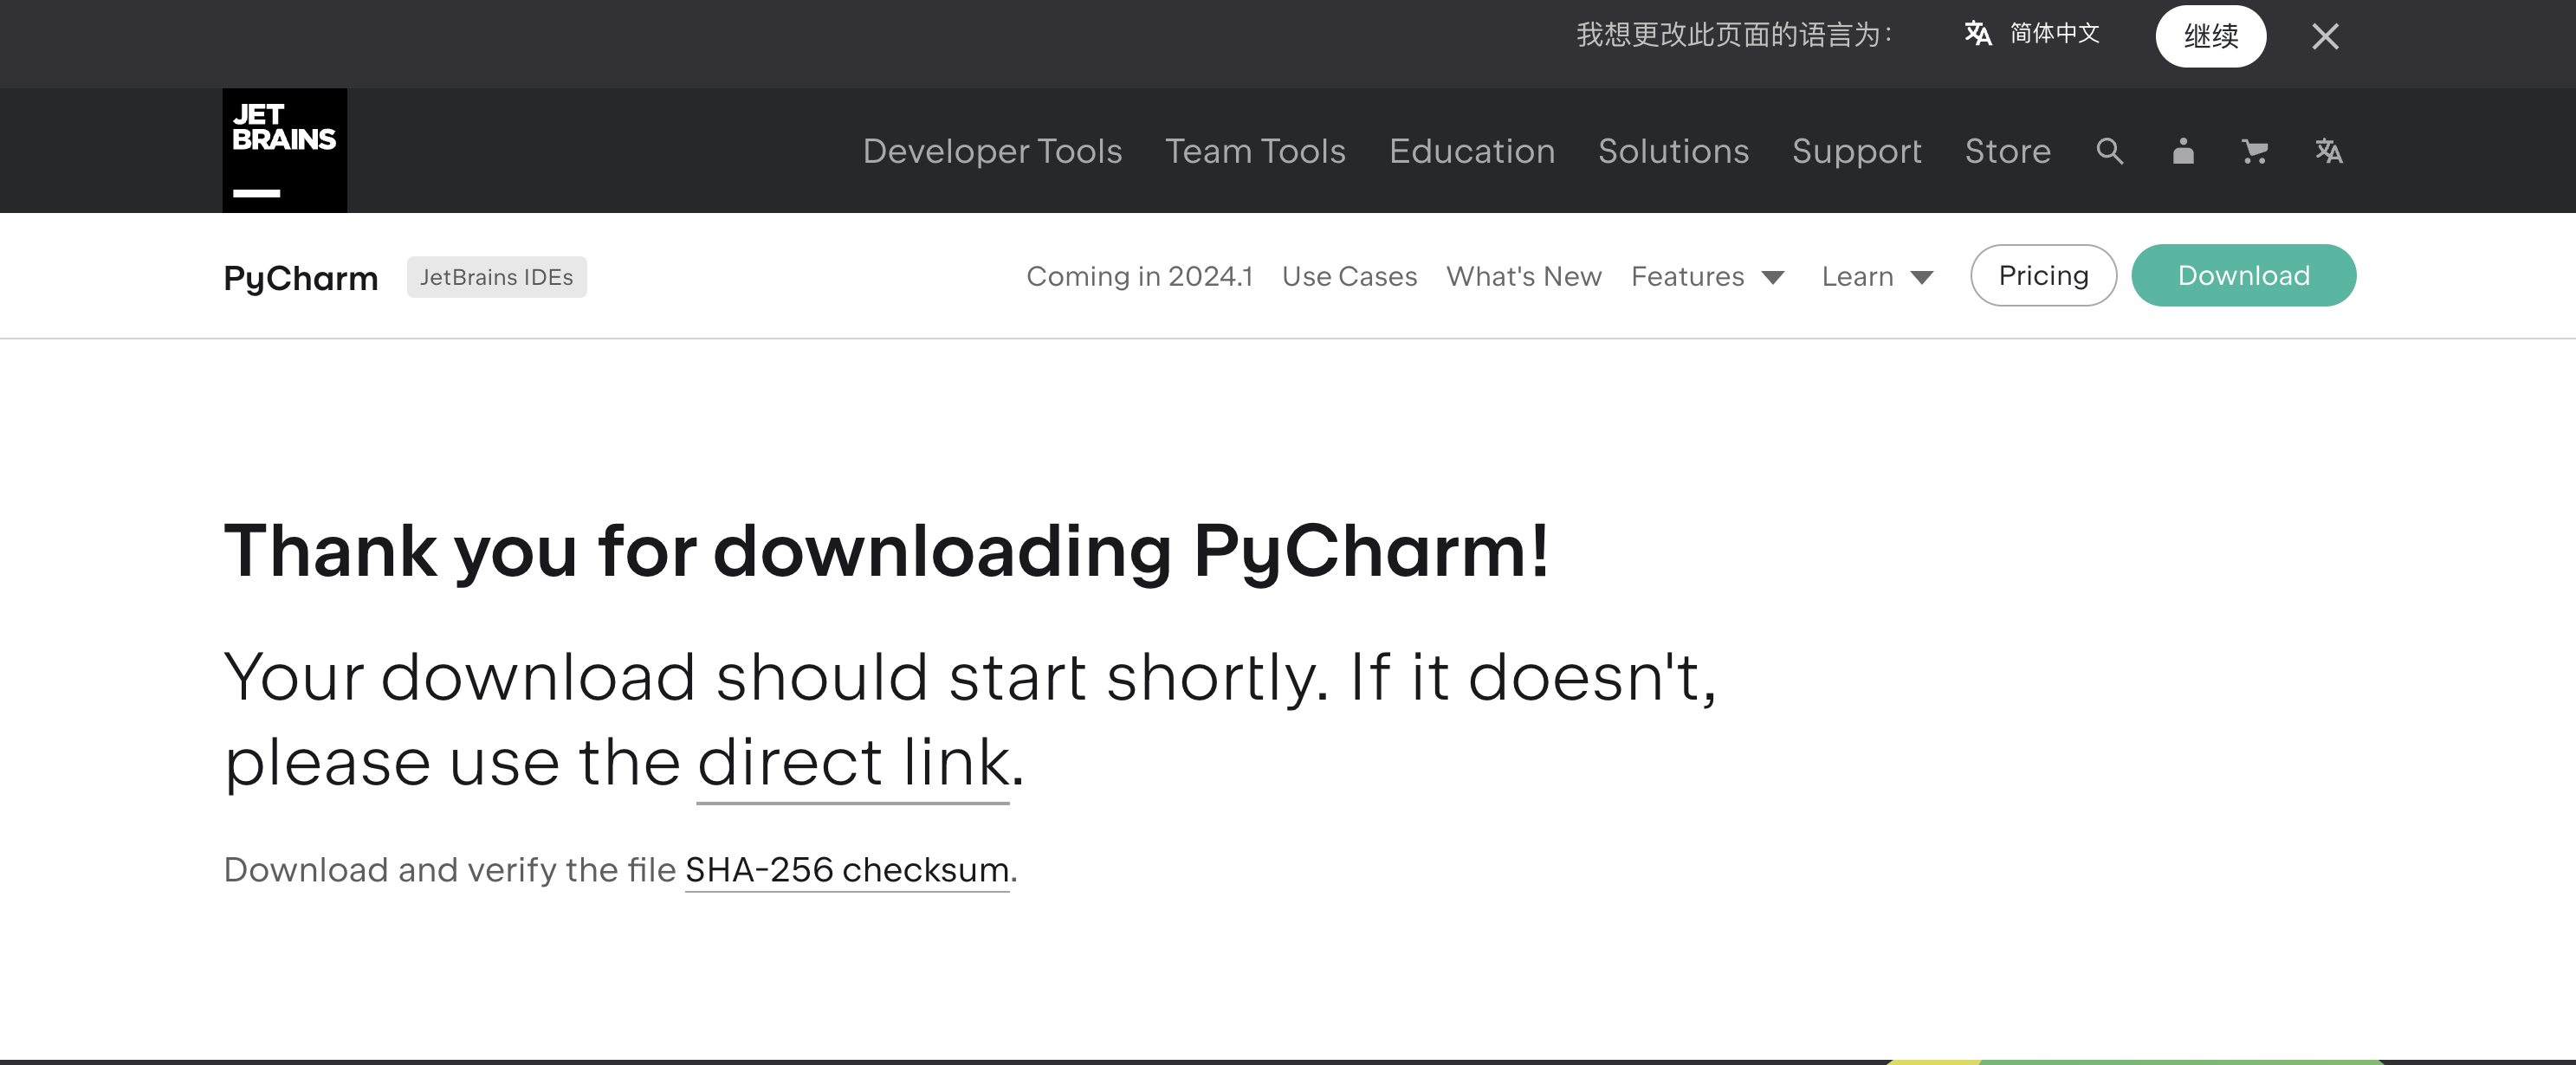 我想更改此页面的语言为： 简体中文 继续
JET
BRAINS
Developer Tools Team Tools Education Solutions Support Store
PyCharm JetBrains IDEs Coming in 2024.1 Use Cases What's New Features Learn Pricing Download
Thank you for downloading PyCharm!
Your download should start shortly. If it doesn't,
please use the direct link.
Download and verify the file SHA-256 checksum.